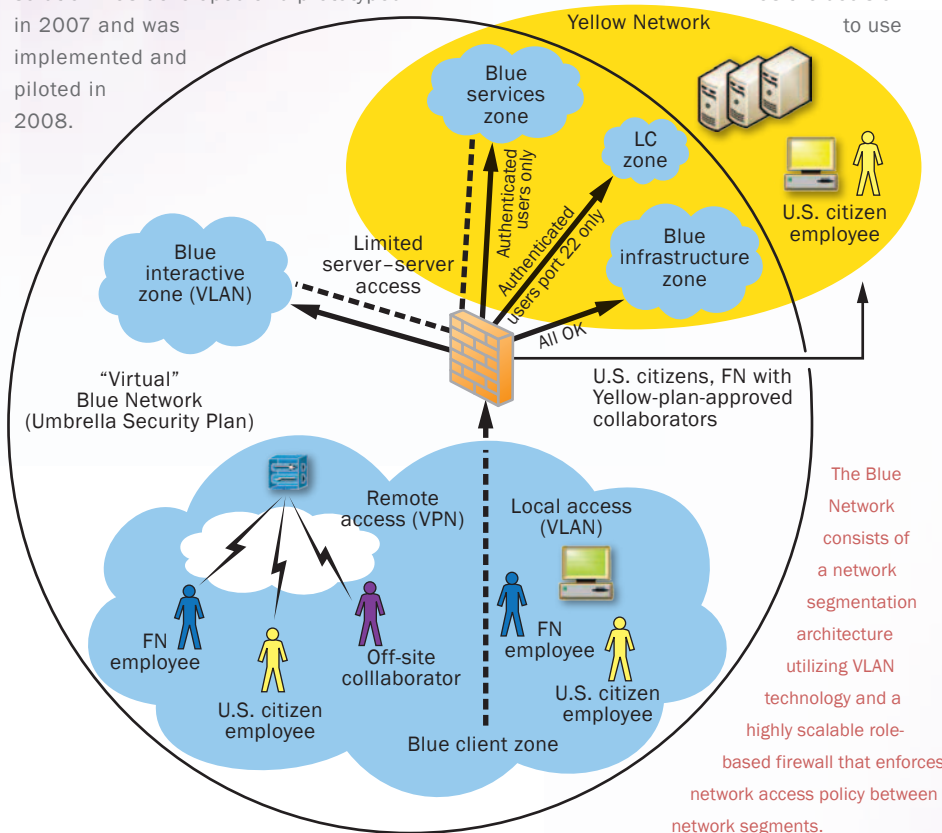 in 2007 and was
implemented and
piloted in
2008.
to use
Yellow Network
Blue
services
zone
LC
zone
U.S. citizen
employee
Authenticated
users only
Authenticated
users port 22 only
Blue
infrastructure
zone
Blue
interactive
zone (VLAN)
Limited
server–server
access
All OK
"Virtual"
Blue Network
(Umbrella Security Plan)
U.S. citizens, FN with
Yellow-plan-approved
collaborators
Remote
access (VPN)
Local access
(VLAN)
FN
employee
U.S. citizen
employee
Off-site
colllaborator
FN
employee
U.S. citizen
employee
Blue client zone
The Blue
Network
consists of
a network
segmentation
architecture
utilizing VLAN
technology and a
highly scalable role-
based firewall that enforces
network access policy between
network segments.